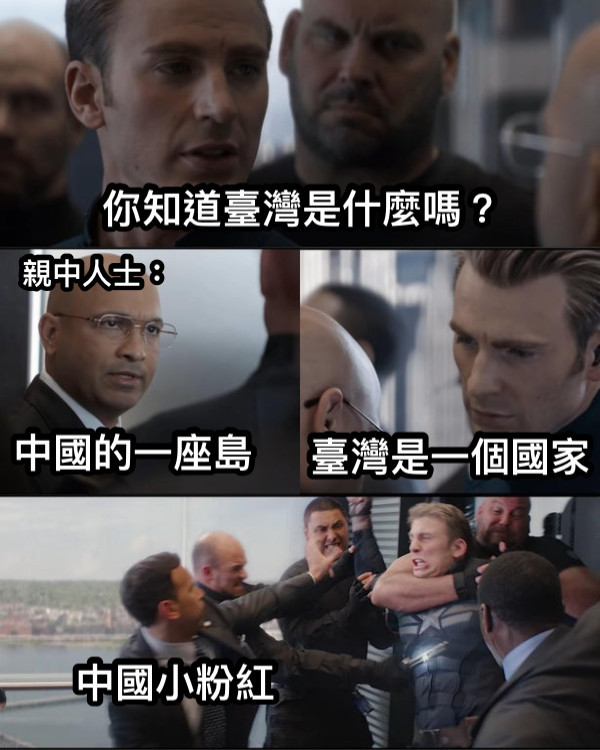 你知道臺灣是什麼嗎？
親中人士：
中國的一座島
臺灣是一個國家
中國小粉紅